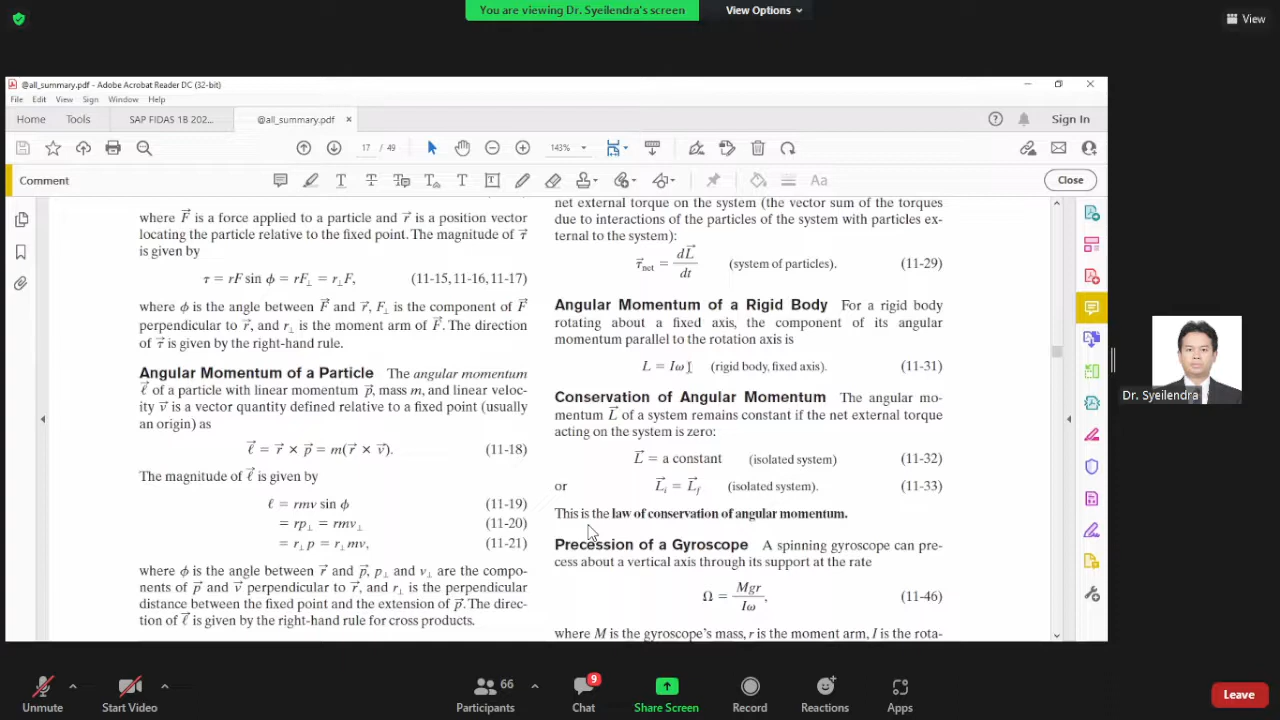 You are viewing Dr. Syeilendra's screen
View Options
View
@all_summary.pdf - Adobe Acrobat Reader DC (32-bit)
File Edit View Sign Window Help
Home Tools SAP FIDAS 1B 202... @all_summary.pdf × Sign In
17 / 49 143%
Comment Aa Close
where F⃗ is a force applied to a particle and r⃗ is a position vector
locating the particle relative to the fixed point. The magnitude of τ⃗
is given by
τ = rF sin ϕ = rF⊥ = r⊥F, (11-15, 11-16, 11-17)
where ϕ is the angle between F⃗ and r⃗, F⊥ is the component of F⃗
perpendicular to r⃗, and r⊥ is the moment arm of F⃗. The direction
of τ⃗ is given by the right-hand rule.
Angular Momentum of a Particle The angular momentum
ℓ⃗ of a particle with linear momentum p⃗, mass m, and linear veloc-
ity v⃗ is a vector quantity defined relative to a fixed point (usually
an origin) as
ℓ⃗ = r⃗ × p⃗ = m(r⃗ × v⃗). (11-18)
The magnitude of ℓ⃗ is given by
ℓ = rmv sin ϕ (11-19)
= rp⊥ = rmv⊥ (11-20)
= r⊥p = r⊥mv, (11-21)
where ϕ is the angle between r⃗ and p⃗, p⊥ and v⊥ are the compo-
nents of p⃗ and v⃗ perpendicular to r⃗, and r⊥ is the perpendicular
distance between the fixed point and the extension of p⃗. The direc-
tion of ℓ⃗ is given by the right-hand rule for cross products.
net external torque on the system (the vector sum of the torques
due to interactions of the particles of the system with particles ex-
ternal to the system):
τ⃗net = dL⃗/dt (system of particles). (11-29)
Angular Momentum of a Rigid Body For a rigid body
rotating about a fixed axis, the component of its angular
momentum parallel to the rotation axis is
L = Iω (rigid body, fixed axis). (11-31)
Conservation of Angular Momentum The angular mo-
mentum L⃗ of a system remains constant if the net external torque
acting on the system is zero:
L⃗ = a constant (isolated system) (11-32)
or L⃗i = L⃗f (isolated system). (11-33)
This is the law of conservation of angular momentum.
Precession of a Gyroscope A spinning gyroscope can pre-
cess about a vertical axis through its support at the rate
Ω = Mgr/Iω, (11-46)
where M is the gyroscope's mass, r is the moment arm, I is the rota-
Dr. Syeilendra
Unmute Start Video 66 Participants 9 Chat Share Screen Record Reactions Apps Leave